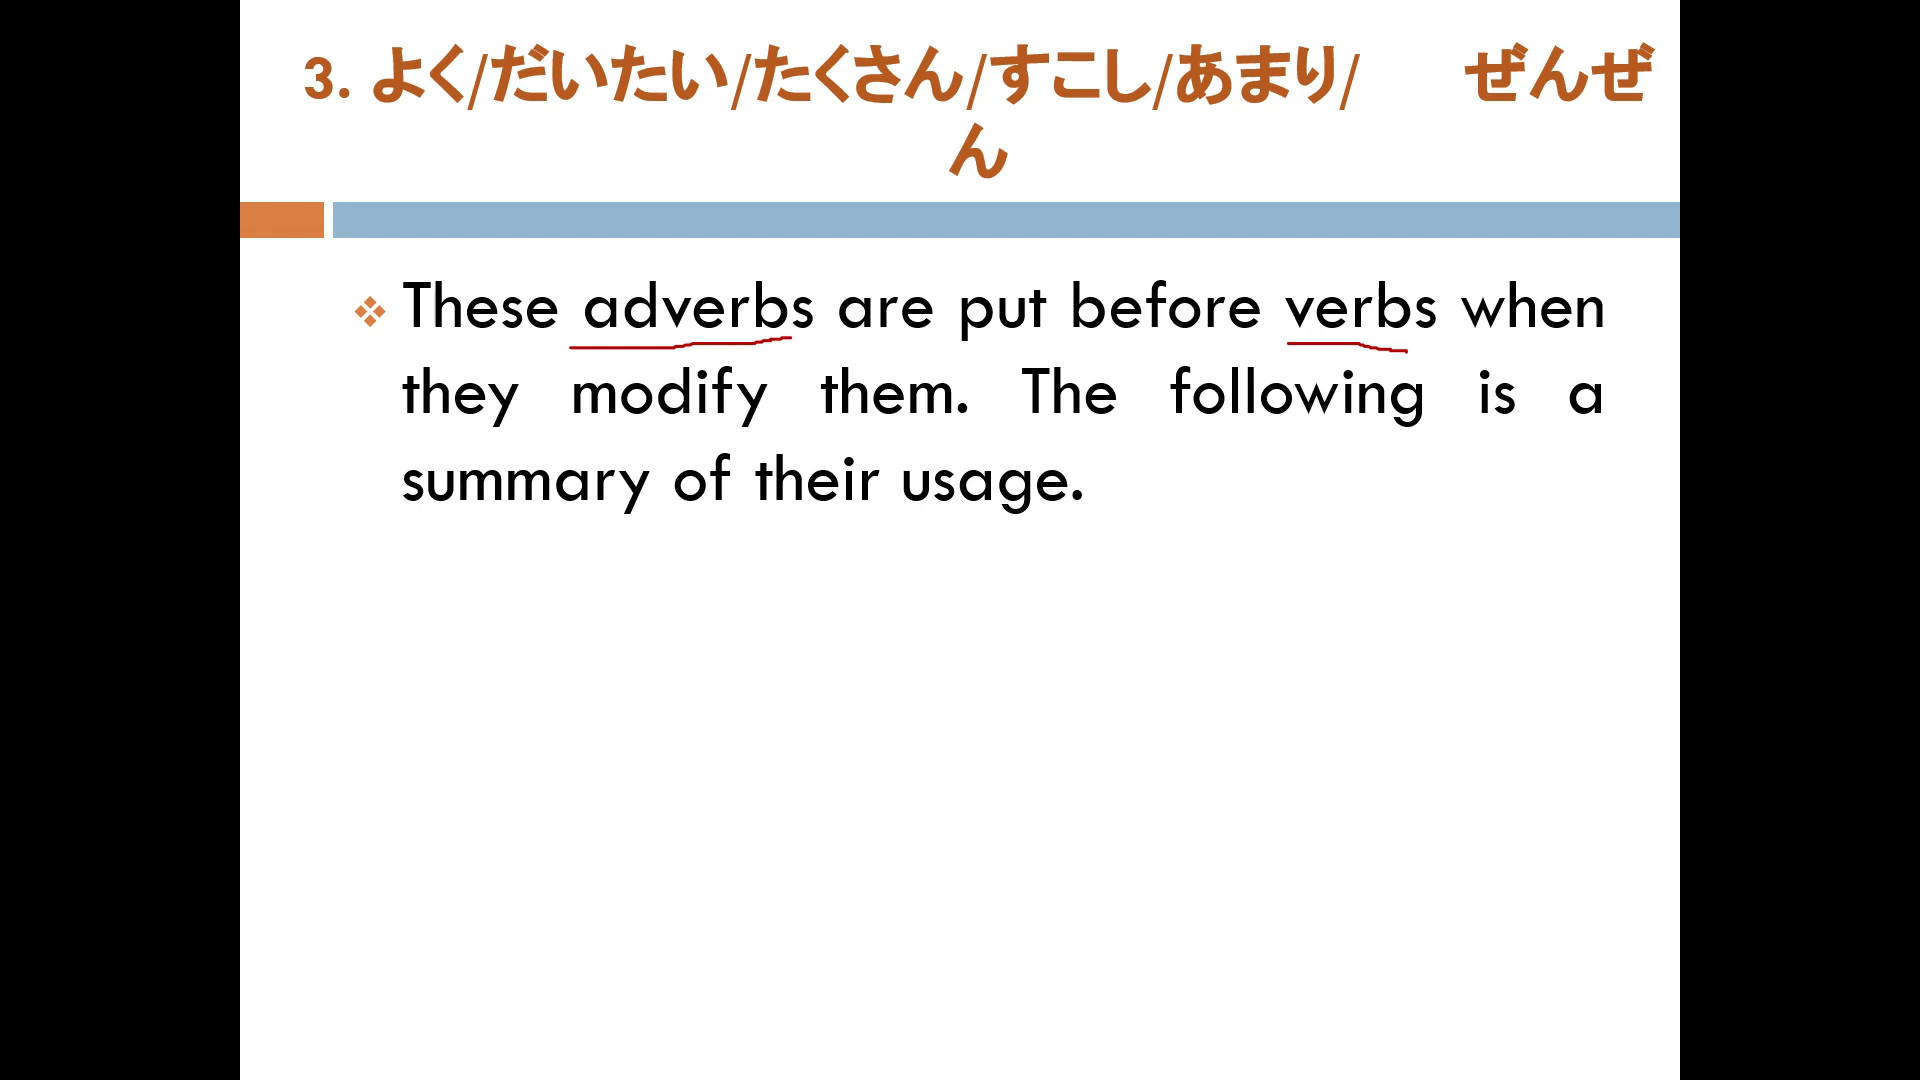 3. よく/だいたい/たくさん/すこし/あまり/　　ぜんぜ
ん
These adverbs are put before verbs when
they modify them. The following is a
summary of their usage.